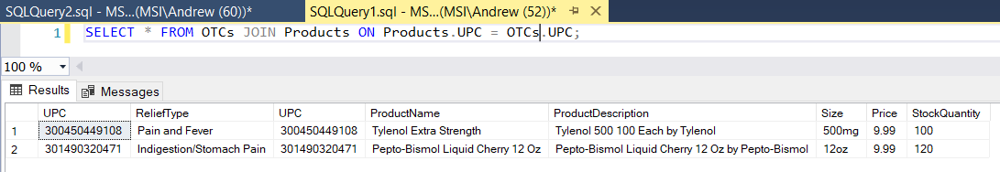 SQLQuery2.sql - MS...(MSI\Andrew (60))* SQLQuery1.sql - MS...(MSI\Andrew (52))*
1 SELECT * FROM OTCs JOIN Products ON Products.UPC = OTCs.UPC;
100 %
Results Messages
UPC ReliefType UPC ProductName ProductDescription Size Price StockQuantity
1 300450449108 Pain and Fever 300450449108 Tylenol Extra Strength Tylenol 500 100 Each by Tylenol 500mg 9.99 100
2 301490320471 Indigestion/Stomach Pain 301490320471 Pepto-Bismol Liquid Cherry 12 Oz Pepto-Bismol Liquid Cherry 12 Oz by Pepto-Bismol 12oz 9.99 120